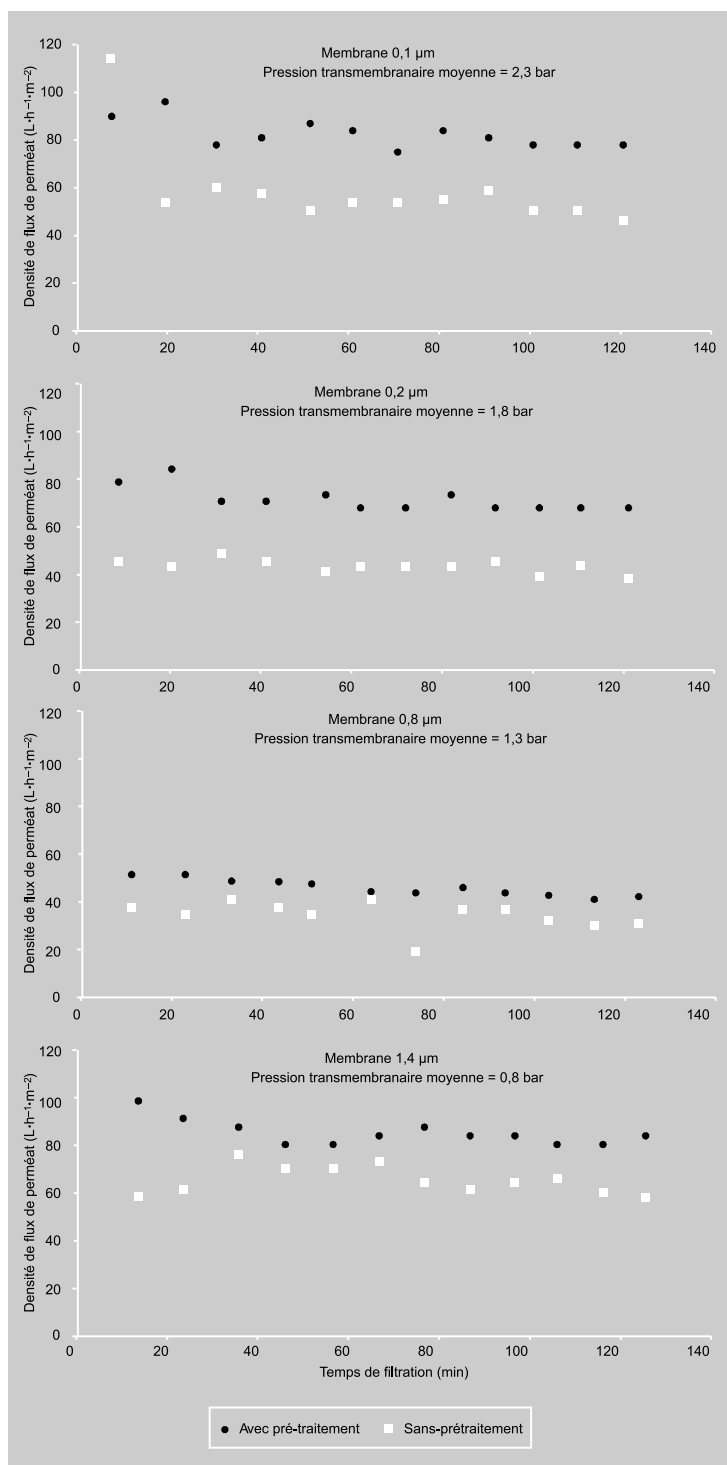 Membrane 0,1 µm
Pression transmembranaire moyenne = 2,3 bar
Densité de flux de perméat (L·h⁻¹·m⁻²)
120
100
80
60
40
20
0
0 20 40 60 80 100 120 140
Membrane 0,2 µm
Pression transmembranaire moyenne = 1,8 bar
Densité de flux de perméat (L·h⁻¹·m⁻²)
120
100
80
60
40
20
0
0 20 40 60 80 100 120 140
Membrane 0,8 µm
Pression transmembranaire moyenne = 1,3 bar
Densité de flux de perméat (L·h⁻¹·m⁻²)
120
100
80
60
40
20
0
0 20 40 60 80 100 120 140
Membrane 1,4 µm
Pression transmembranaire moyenne = 0,8 bar
Densité de flux de perméat (L·h⁻¹·m⁻²)
120
100
80
60
40
20
0
0 20 40 60 80 100 120 140
Temps de filtration (min)
Avec pré-traitement Sans-prétraitement